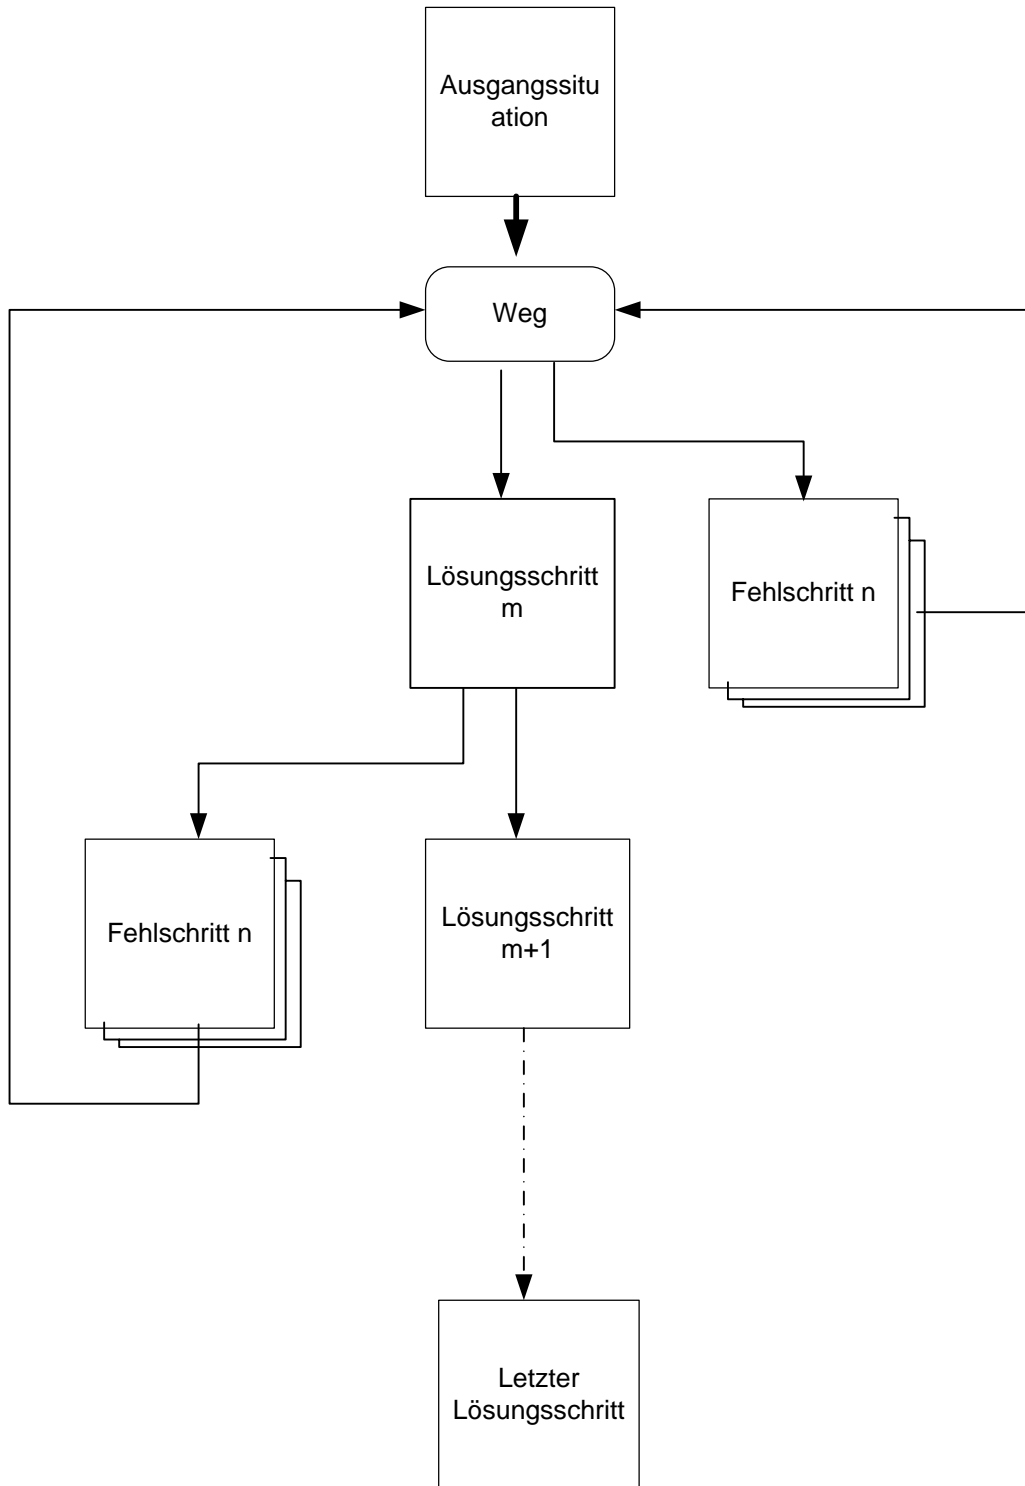 Ausgangssitu
ation
Weg
Lösungsschritt
m
Fehlschritt n
Fehlschritt n
Lösungsschritt
m+1
Letzter
Lösungsschritt